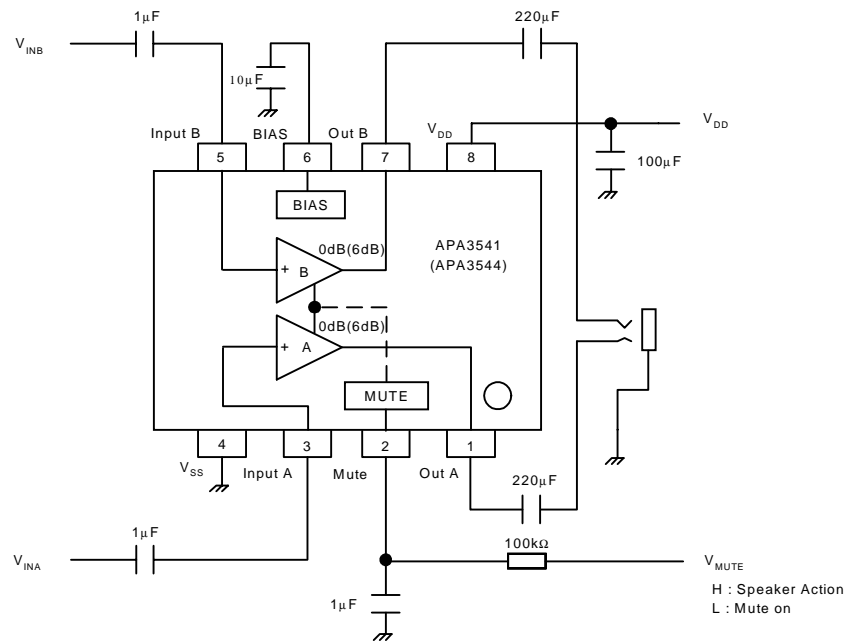 1μF
220μF
V_INB
10μF
Input B
BIAS
Out B
V_DD
V_DD
5
6
7
8
100μF
BIAS
0dB(6dB)
APA3541
(APA3544)
+
B
0dB(6dB)
+
A
MUTE
4
3
2
1
V_SS
Input A
Mute
Out A
220μF
1μF
V_INA
100kΩ
V_MUTE
1μF
H : Speaker Action
L : Mute on